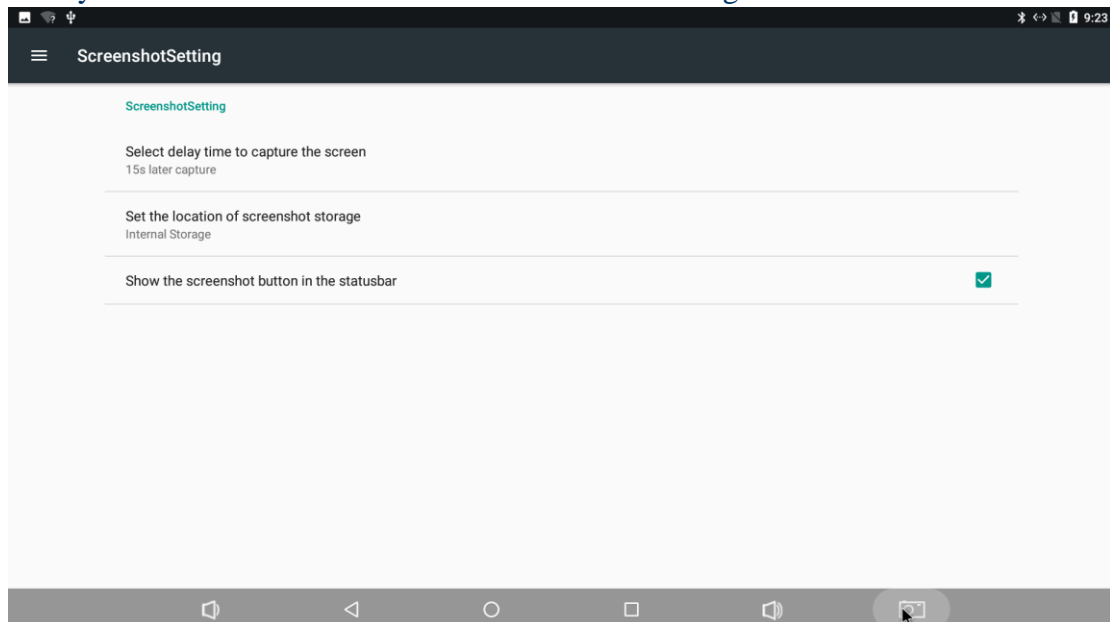 9:23
ScreenshotSetting
ScreenshotSetting
Select delay time to capture the screen
15s later capture
Set the location of screenshot storage
Internal Storage
Show the screenshot button in the statusbar